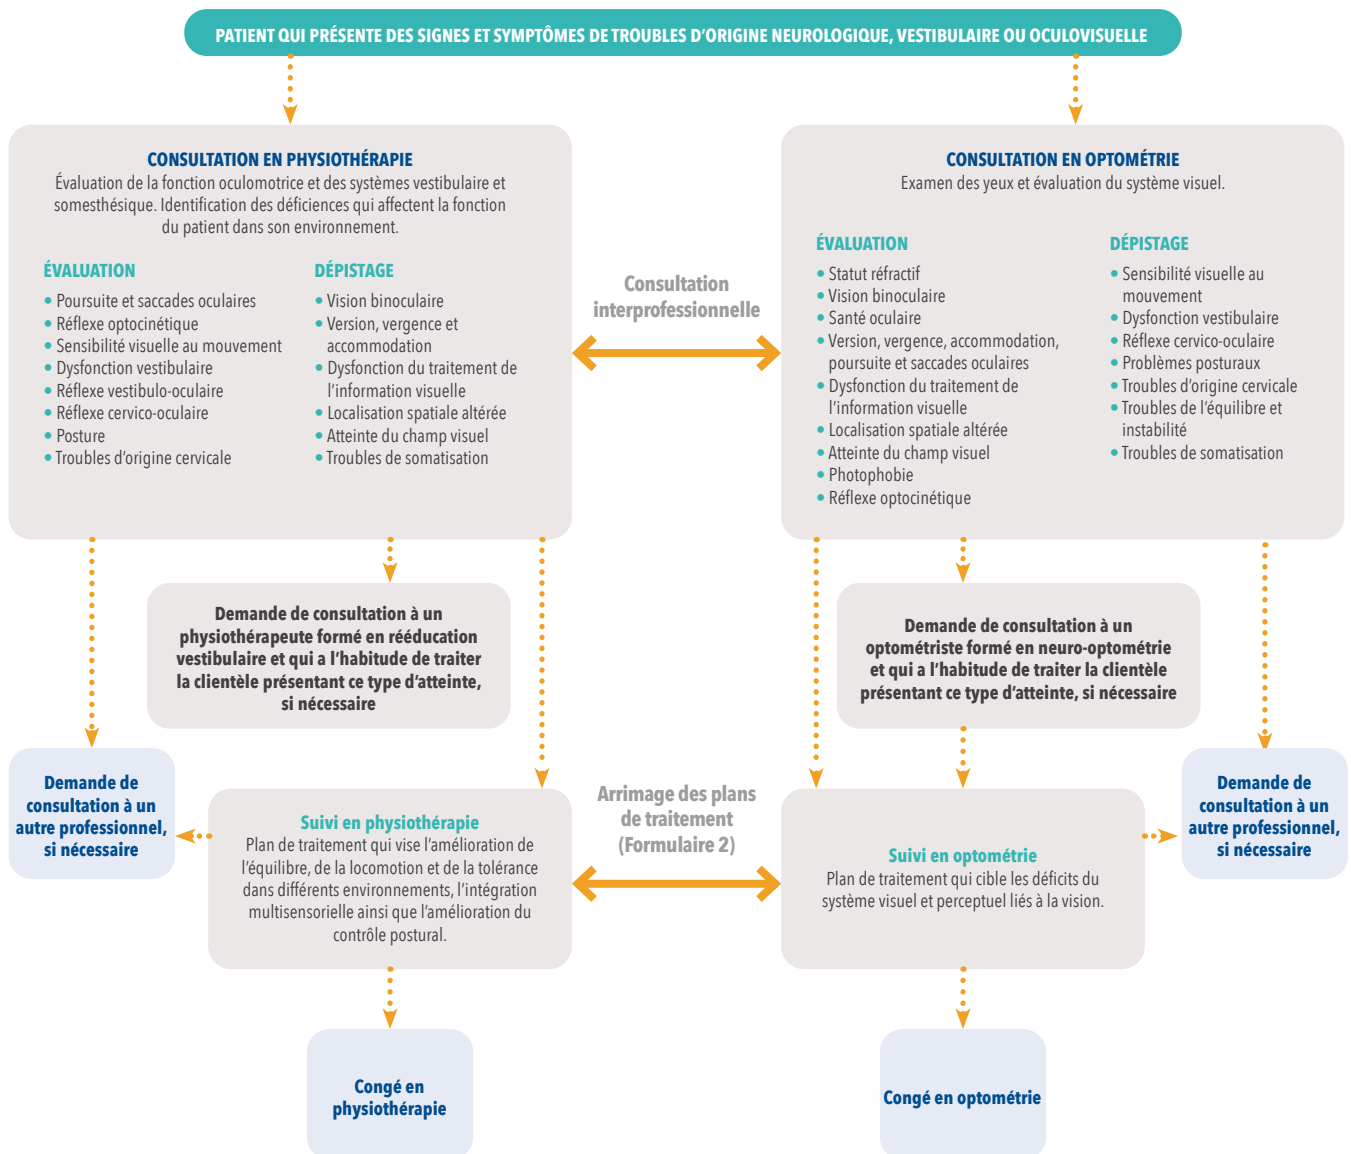 PATIENT QUI PRÉSENTE DES SIGNES ET SYMPTÔMES DE TROUBLES D'ORIGINE NEUROLOGIQUE, VESTIBULAIRE OU OCULOVISUELLE
CONSULTATION EN PHYSIOTHÉRAPIE
Évaluation de la fonction oculomotrice et des systèmes vestibulaire et
somesthésique. Identification des déficiences qui affectent la fonction
du patient dans son environnement.
ÉVALUATION
• Poursuite et saccades oculaires
• Réflexe optocinétique
• Sensibilité visuelle au mouvement
• Dysfonction vestibulaire
• Réflexe vestibulo-oculaire
• Réflexe cervico-oculaire
• Posture
• Troubles d'origine cervicale
DÉPISTAGE
• Vision binoculaire
• Version, vergence et
accommodation
• Dysfonction du traitement de
l'information visuelle
• Localisation spatiale altérée
• Atteinte du champ visuel
• Troubles de somatisation
Consultation
interprofessionnelle
CONSULTATION EN OPTOMÉTRIE
Examen des yeux et évaluation du système visuel.
ÉVALUATION
• Statut réfractif
• Vision binoculaire
• Santé oculaire
• Version, vergence, accommodation,
poursuite et saccades oculaires
• Dysfonction du traitement de
l'information visuelle
• Localisation spatiale altérée
• Atteinte du champ visuel
• Photophobie
• Réflexe optocinétique
DÉPISTAGE
• Sensibilité visuelle au
mouvement
• Dysfonction vestibulaire
• Réflexe cervico-oculaire
• Problèmes posturaux
• Troubles d'origine cervicale
• Troubles de l'équilibre et
instabilité
• Troubles de somatisation
Demande de consultation à un
physiothérapeute formé en rééducation
vestibulaire et qui a l'habitude de traiter
la clientèle présentant ce type d'atteinte,
si nécessaire
Demande de consultation à un
optométriste formé en neuro-optométrie
et qui a l'habitude de traiter la clientèle
présentant ce type d'atteinte, si nécessaire
Demande de
consultation à un
autre professionnel,
si nécessaire
Suivi en physiothérapie
Plan de traitement qui vise l'amélioration de
l'équilibre, de la locomotion et de la tolérance
dans différents environnements, l'intégration
multisensorielle ainsi que l'amélioration du
contrôle postural.
Arrimage des plans
de traitement
(Formulaire 2)
Suivi en optométrie
Plan de traitement qui cible les déficits du
système visuel et perceptuel liés à la vision.
Demande de
consultation à un
autre professionnel,
si nécessaire
Congé en
physiothérapie
Congé en optométrie